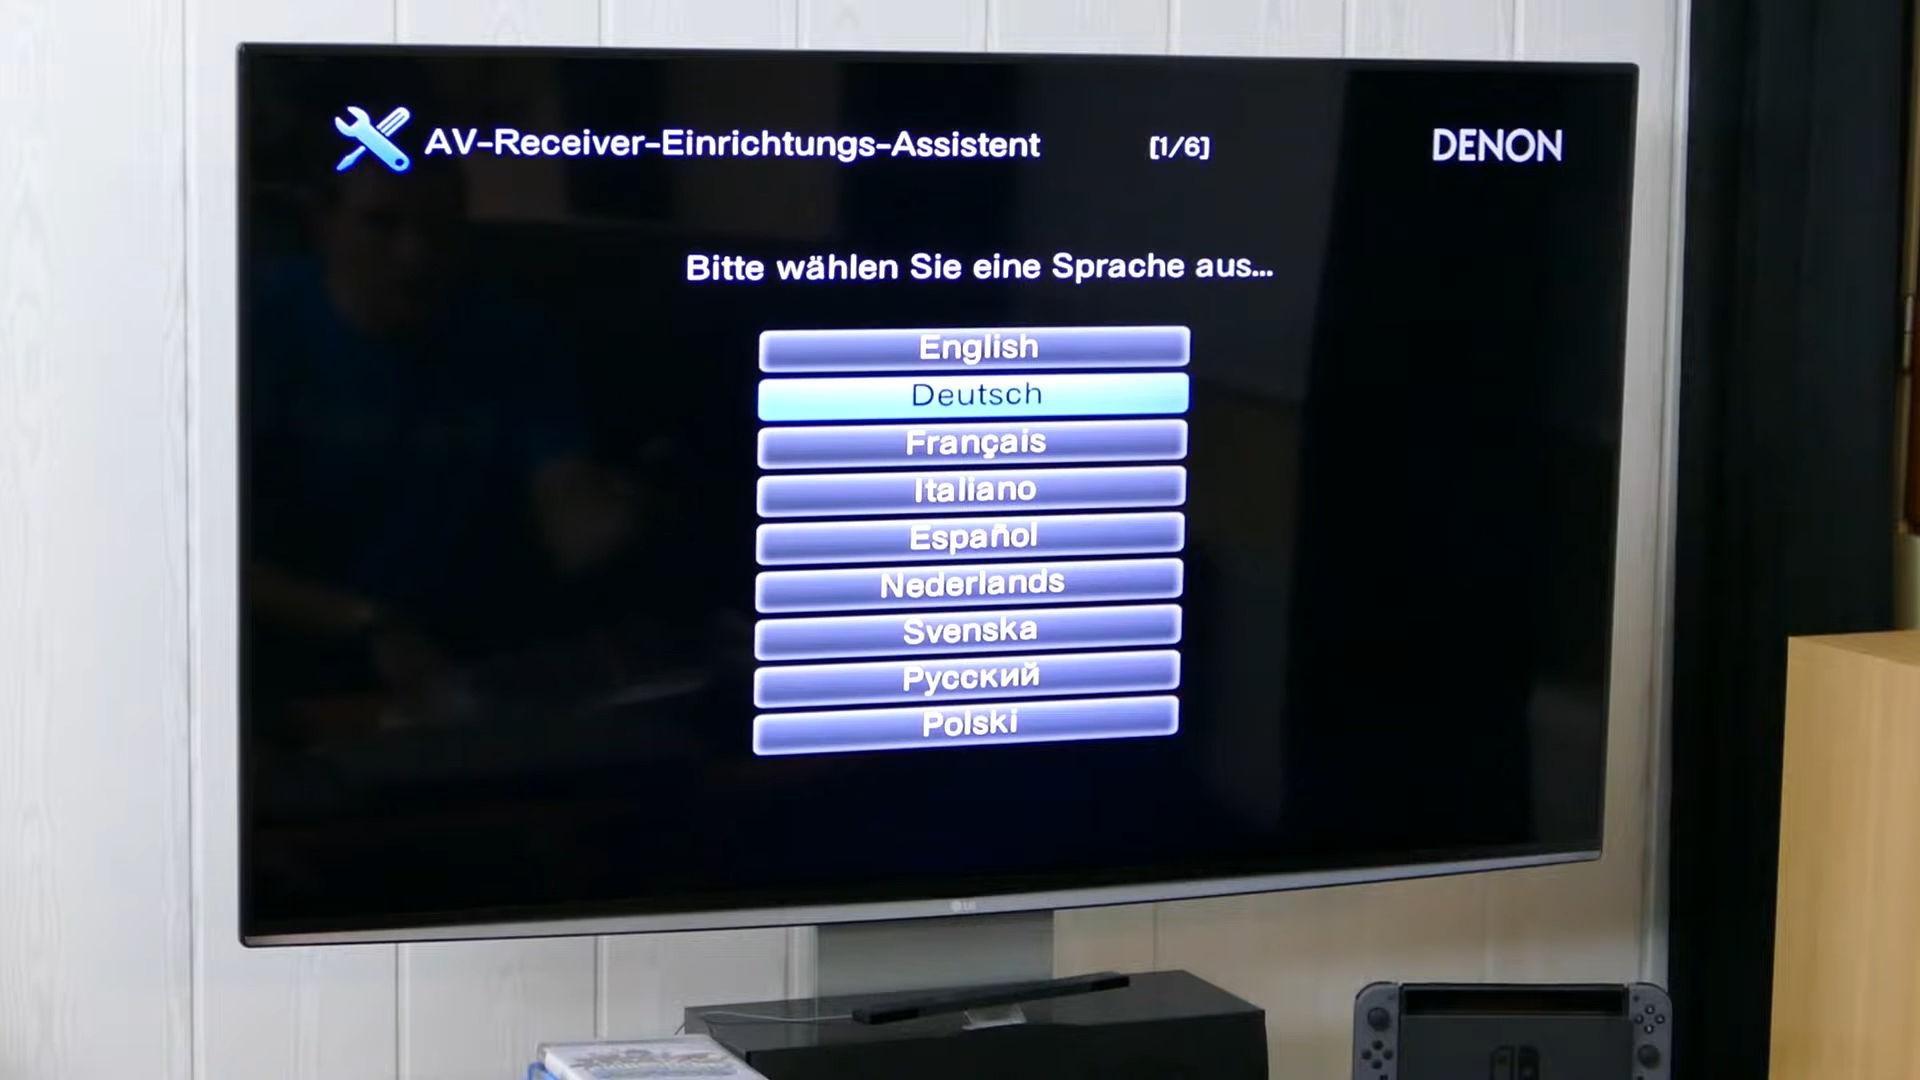 AV-Receiver-Einrichtungs-Assistent [1/6] DENON
Bitte wählen Sie eine Sprache aus...
English
Deutsch
Français
Italiano
Español
Nederlands
Svenska
Русский
Polski
LG